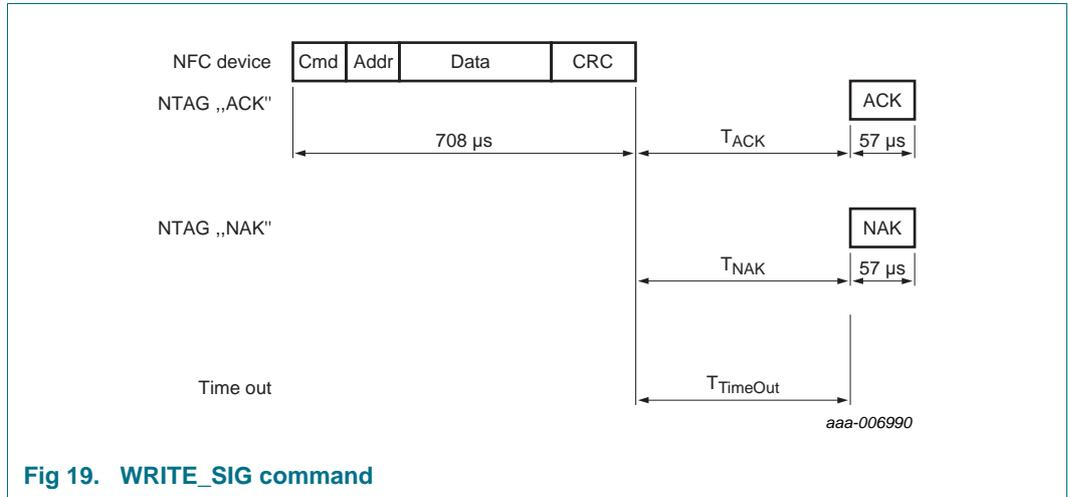 NFC device Cmd Addr Data CRC
NTAG ,,ACK" ACK
708 µs TACK 57 µs
NTAG ,,NAK" NAK
TNAK 57 µs
Time out TTimeOut
aaa-006990
Fig 19. WRITE_SIG command